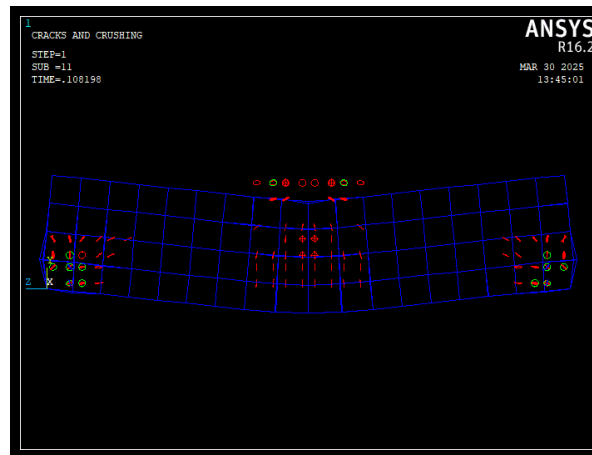 1
CRACKS AND CRUSHING
STEP=1
SUB =11
TIME=.108198
ANSYS
R16.2
MAR 30 2025
13:45:01
Y
Z
X